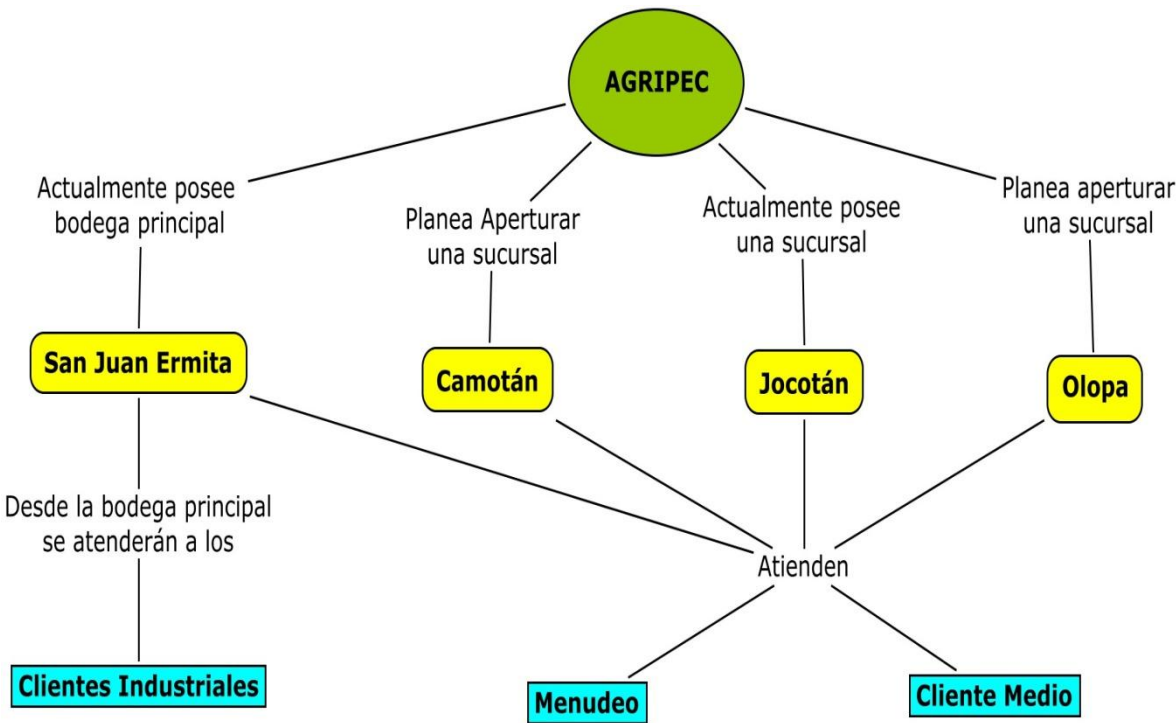 AGRIPEC
Actualmente posee
bodega principal
Planea Aperturar
una sucursal
Actualmente posee
una sucursal
Planea aperturar
una sucursal
San Juan Ermita
Camotán
Jocotán
Olopa
Desde la bodega principal
se atenderán a los
Atienden
Clientes Industriales
Menudeo
Cliente Medio